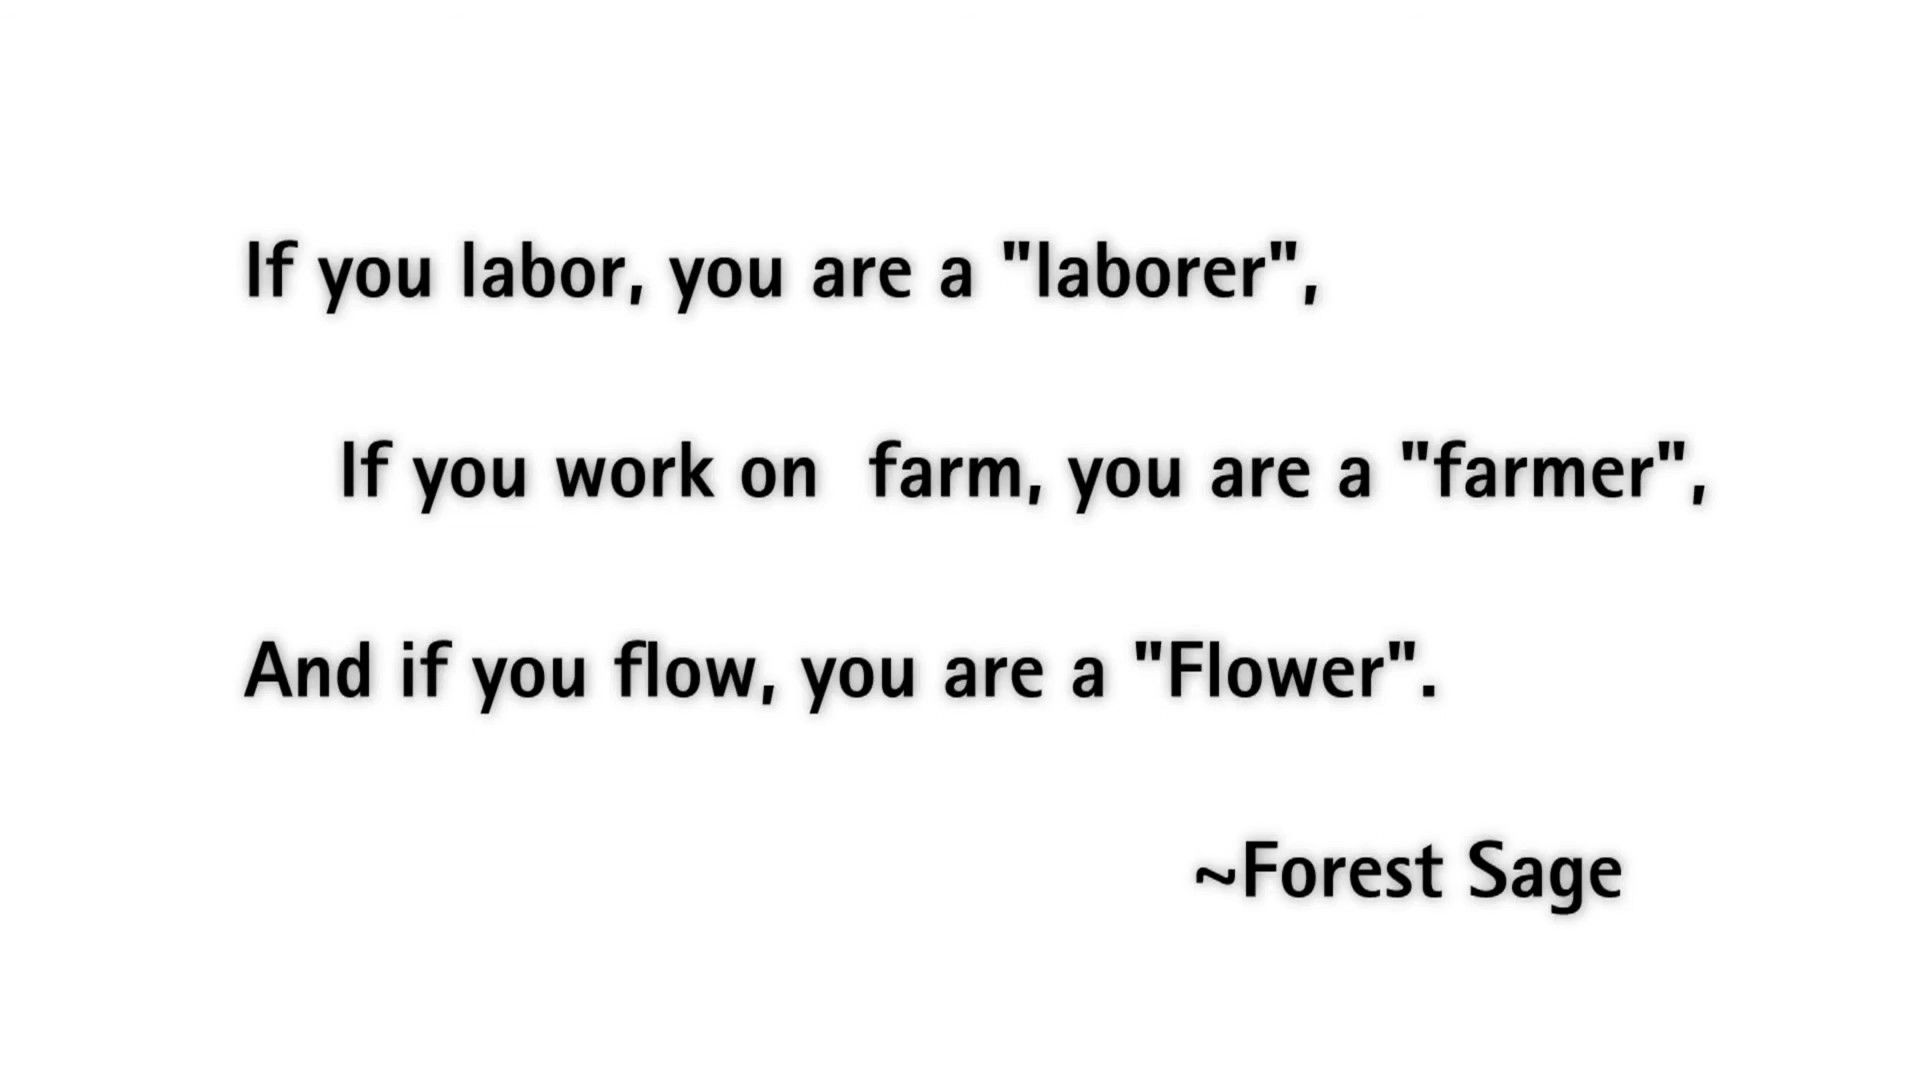 If you labor, you are a "laborer",
If you work on  farm, you are a "farmer",
And if you flow, you are a "Flower".
~Forest Sage